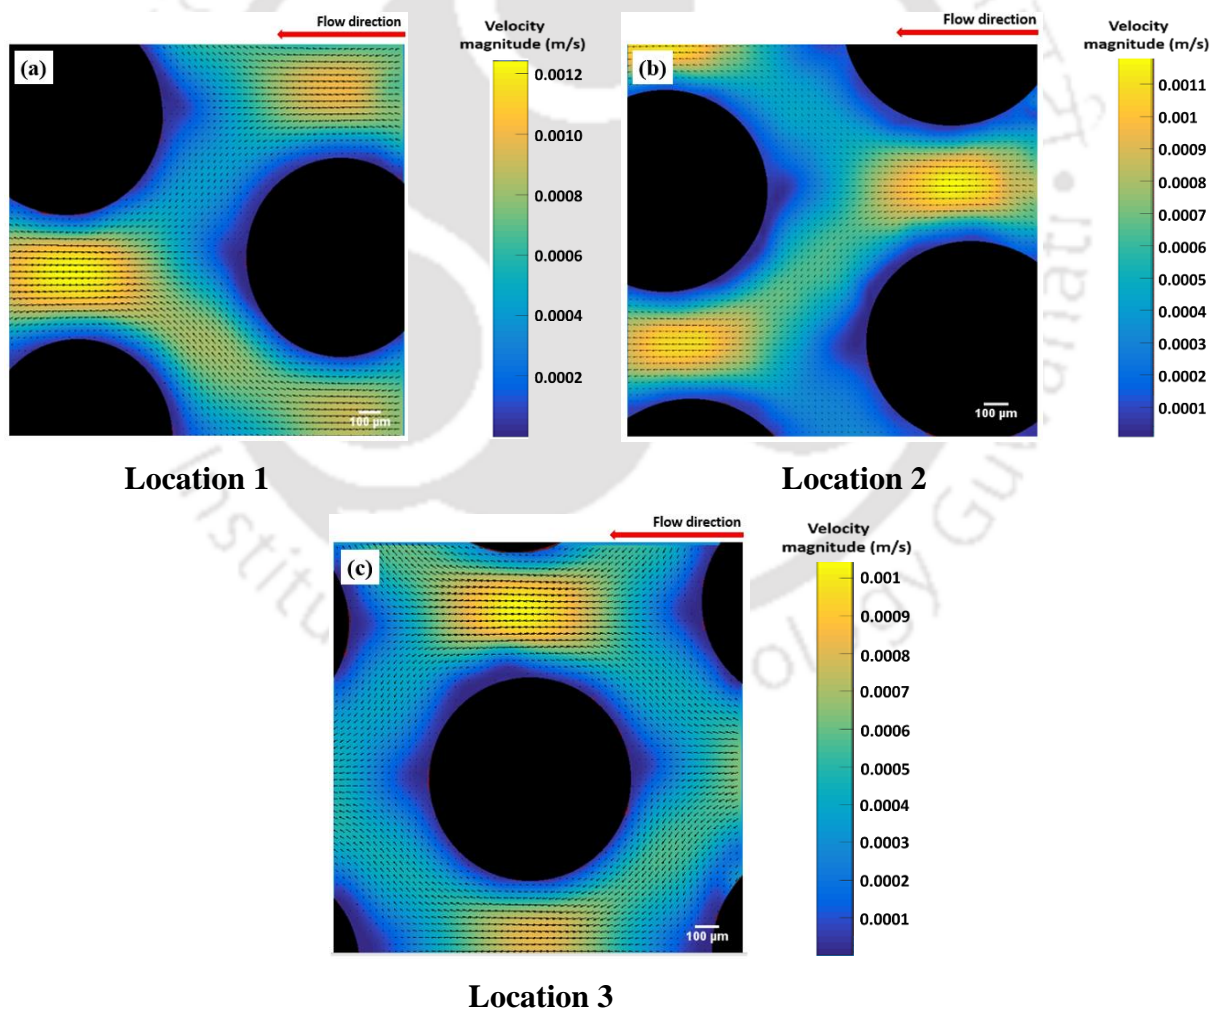 Flow direction
Velocity
magnitude (m/s)
(a)
0.0012
0.0010
0.0008
0.0006
0.0004
0.0002
100 µm
Location 1
Flow direction
Velocity
magnitude (m/s)
(b)
0.0011
0.001
0.0009
0.0008
0.0007
0.0006
0.0005
0.0004
0.0003
0.0002
0.0001
100 µm
Location 2
Flow direction
Velocity
magnitude (m/s)
(c)
0.001
0.0009
0.0008
0.0007
0.0006
0.0005
0.0004
0.0003
0.0002
0.0001
100 µm
Location 3